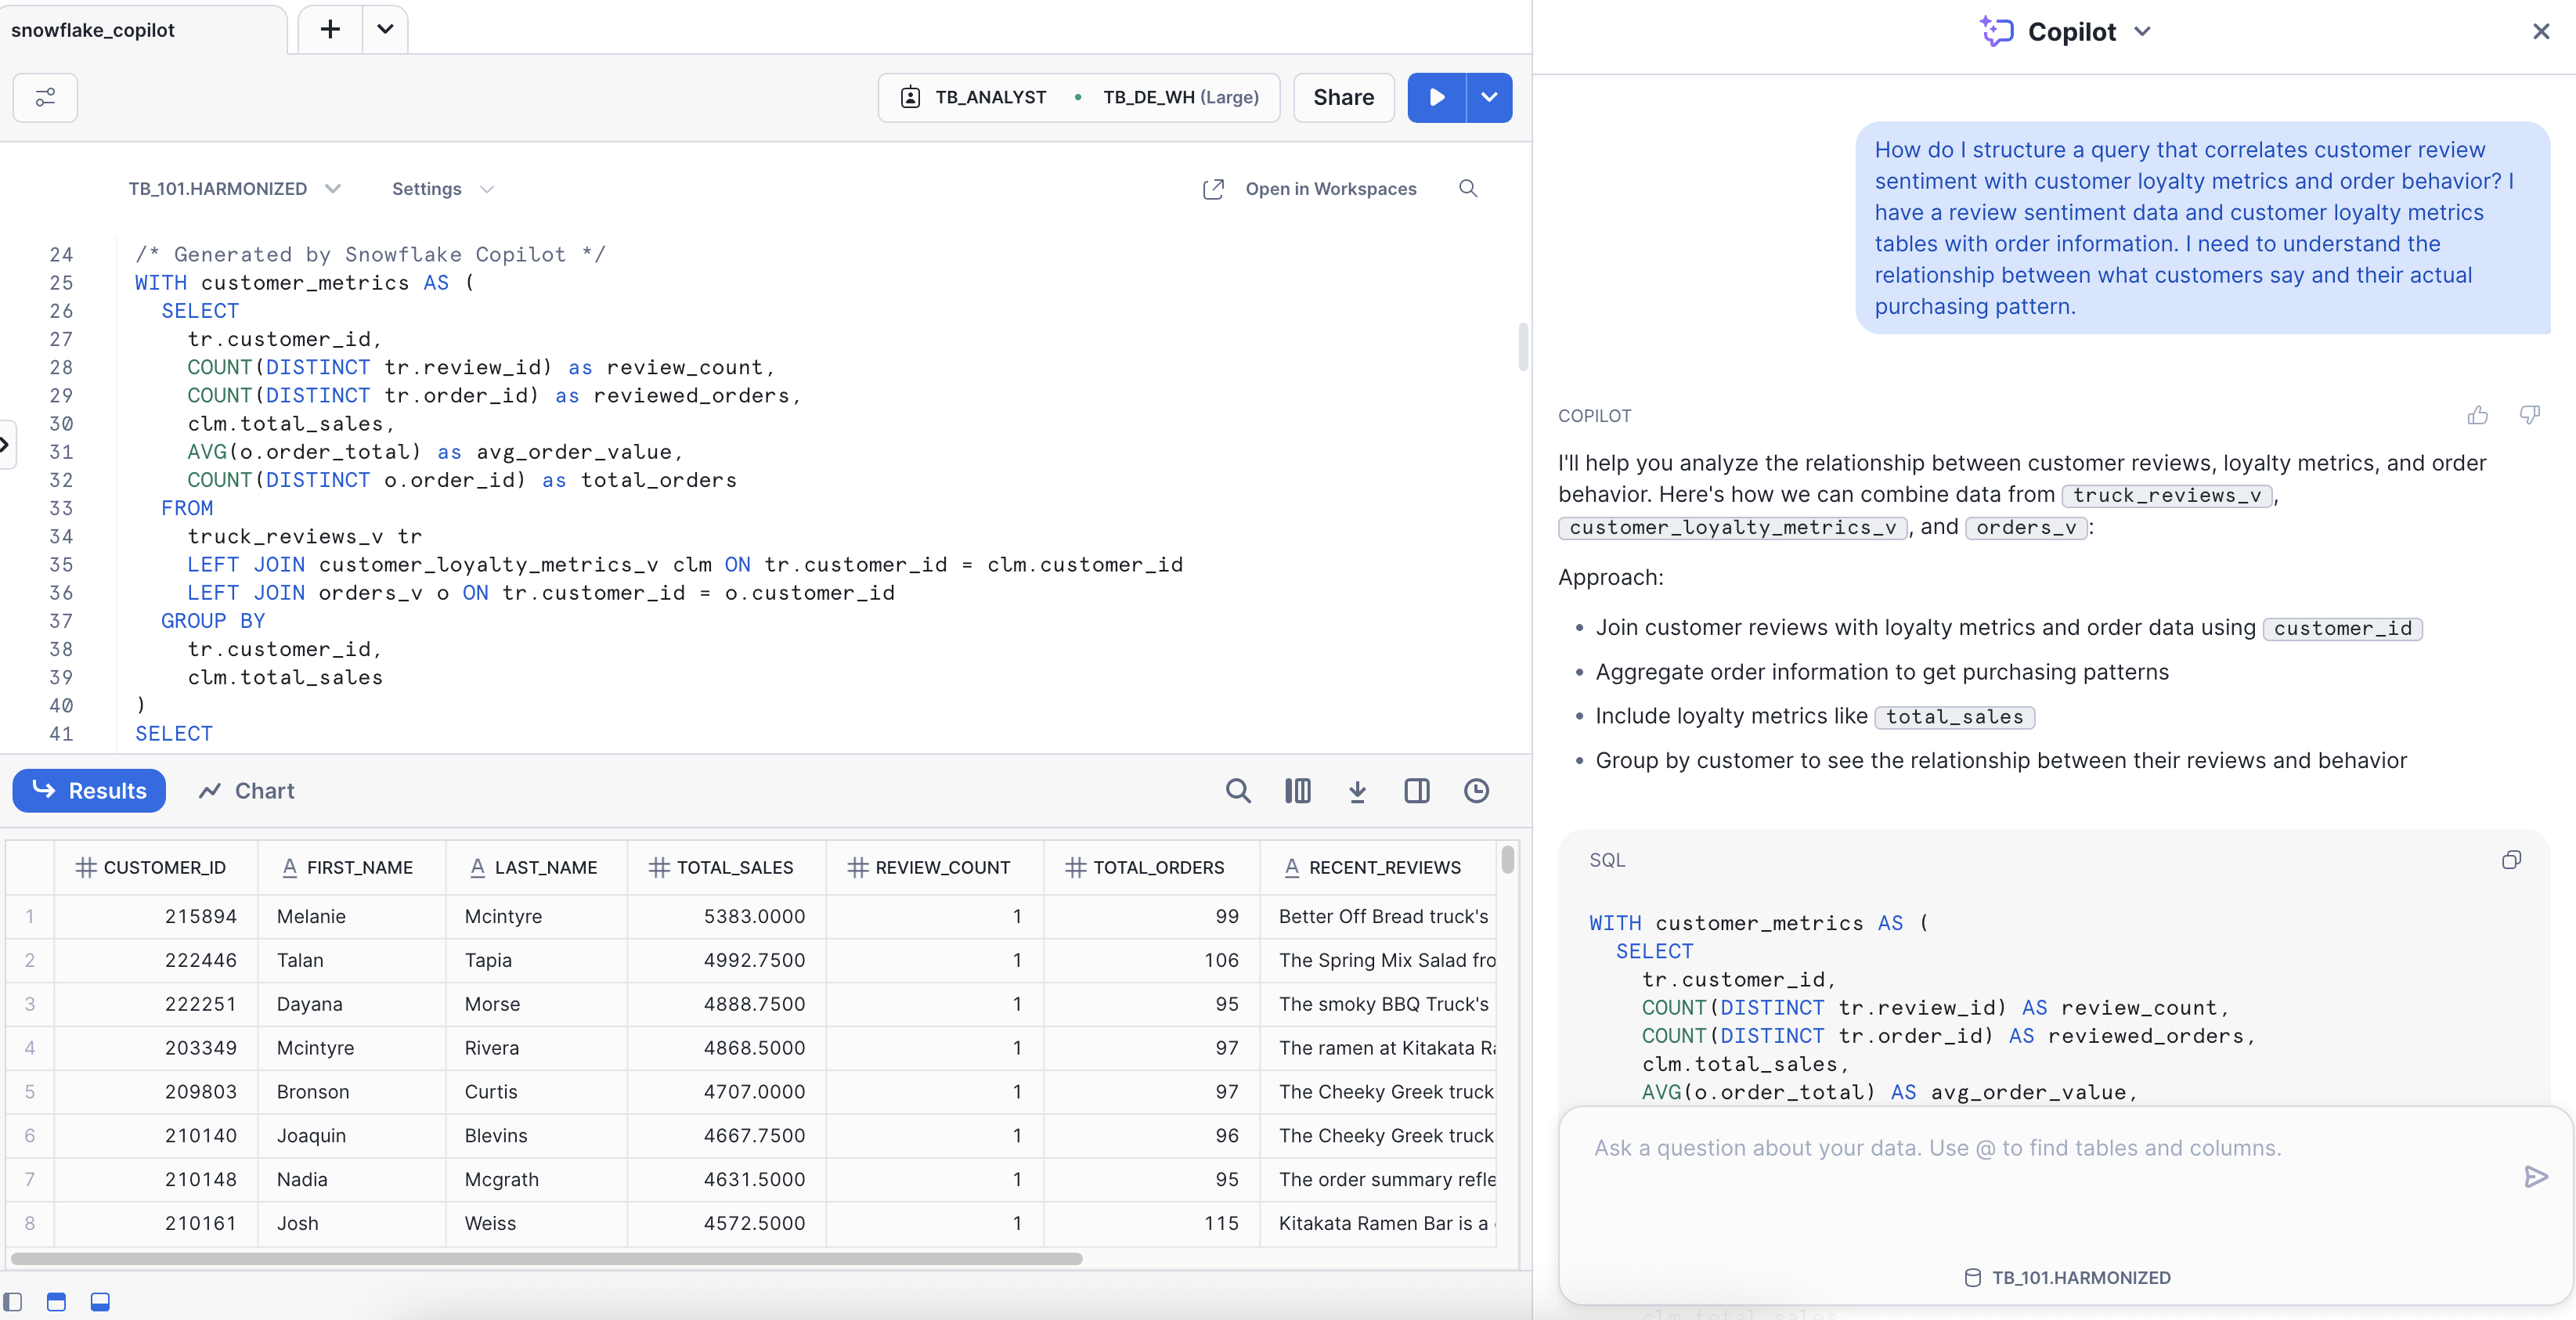 snowflake_copilot
TB_ANALYST • TB_DE_WH (Large)
Share
TB_101.HARMONIZED
Settings
Open in Workspaces
24 /* Generated by Snowflake Copilot */
25 WITH customer_metrics AS (
26 SELECT
27 tr.customer_id,
28 COUNT(DISTINCT tr.review_id) as review_count,
29 COUNT(DISTINCT tr.order_id) as reviewed_orders,
30 clm.total_sales,
31 AVG(o.order_total) as avg_order_value,
32 COUNT(DISTINCT o.order_id) as total_orders
33 FROM
34 truck_reviews_v tr
35 LEFT JOIN customer_loyalty_metrics_v clm ON tr.customer_id = clm.customer_id
36 LEFT JOIN orders_v o ON tr.customer_id = o.customer_id
37 GROUP BY
38 tr.customer_id,
39 clm.total_sales
40 )
41 SELECT
Results
Chart
CUSTOMER_ID A FIRST_NAME A LAST_NAME TOTAL_SALES REVIEW_COUNT TOTAL_ORDERS A RECENT_REVIEWS
1 215894 Melanie Mcintyre 5383.0000 1 99 Better Off Bread truck's
2 222446 Talan Tapia 4992.7500 1 106 The Spring Mix Salad fro
3 222251 Dayana Morse 4888.7500 1 95 The smoky BBQ Truck's
4 203349 Mcintyre Rivera 4868.5000 1 97 The ramen at Kitakata Ra
5 209803 Bronson Curtis 4707.0000 1 97 The Cheeky Greek truck
6 210140 Joaquin Blevins 4667.7500 1 96 The Cheeky Greek truck
7 210148 Nadia Mcgrath 4631.5000 1 95 The order summary refle
8 210161 Josh Weiss 4572.5000 1 115 Kitakata Ramen Bar is a
Copilot
How do I structure a query that correlates customer review
sentiment with customer loyalty metrics and order behavior? I
have a review sentiment data and customer loyalty metrics
tables with order information. I need to understand the
relationship between what customers say and their actual
purchasing pattern.
COPILOT
I'll help you analyze the relationship between customer reviews, loyalty metrics, and order
behavior. Here's how we can combine data from truck_reviews_v,
customer_loyalty_metrics_v, and orders_v:
Approach:
• Join customer reviews with loyalty metrics and order data using customer_id
• Aggregate order information to get purchasing patterns
• Include loyalty metrics like total_sales
• Group by customer to see the relationship between their reviews and behavior
SQL
WITH customer_metrics AS (
SELECT
tr.customer_id,
COUNT(DISTINCT tr.review_id) AS review_count,
COUNT(DISTINCT tr.order_id) AS reviewed_orders,
clm.total_sales,
AVG(o.order_total) AS avg_order_value,
Ask a question about your data. Use @ to find tables and columns.
TB_101.HARMONIZED
clm.total_sales